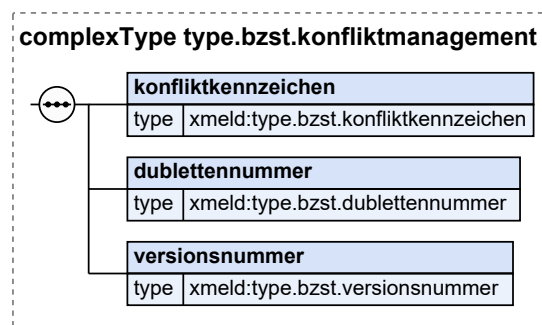 complexType type.bzst.konfliktmanagement
konfliktkennzeichen
type xmeld:type.bzst.konfliktkennzeichen
dublettennummer
type xmeld:type.bzst.dublettennummer
versionsnummer
type xmeld:type.bzst.versionsnummer